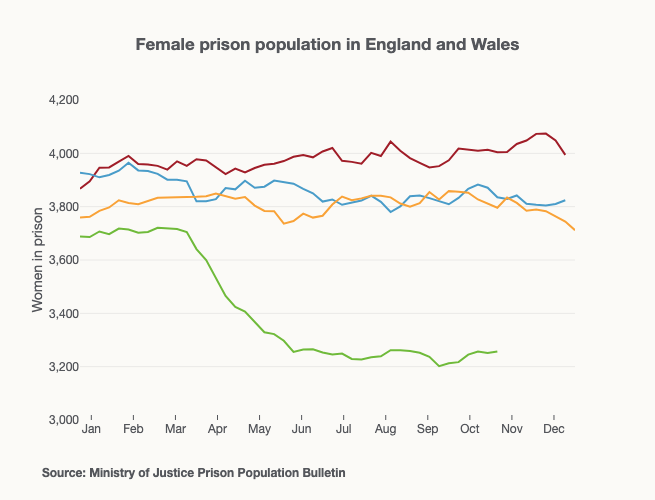 Female prison population in England and Wales
Women in prison
4,200
4,000
3,800
3,600
3,400
3,200
3,000
Jan Feb Mar Apr May Jun Jul Aug Sep Oct Nov Dec
Source: Ministry of Justice Prison Population Bulletin